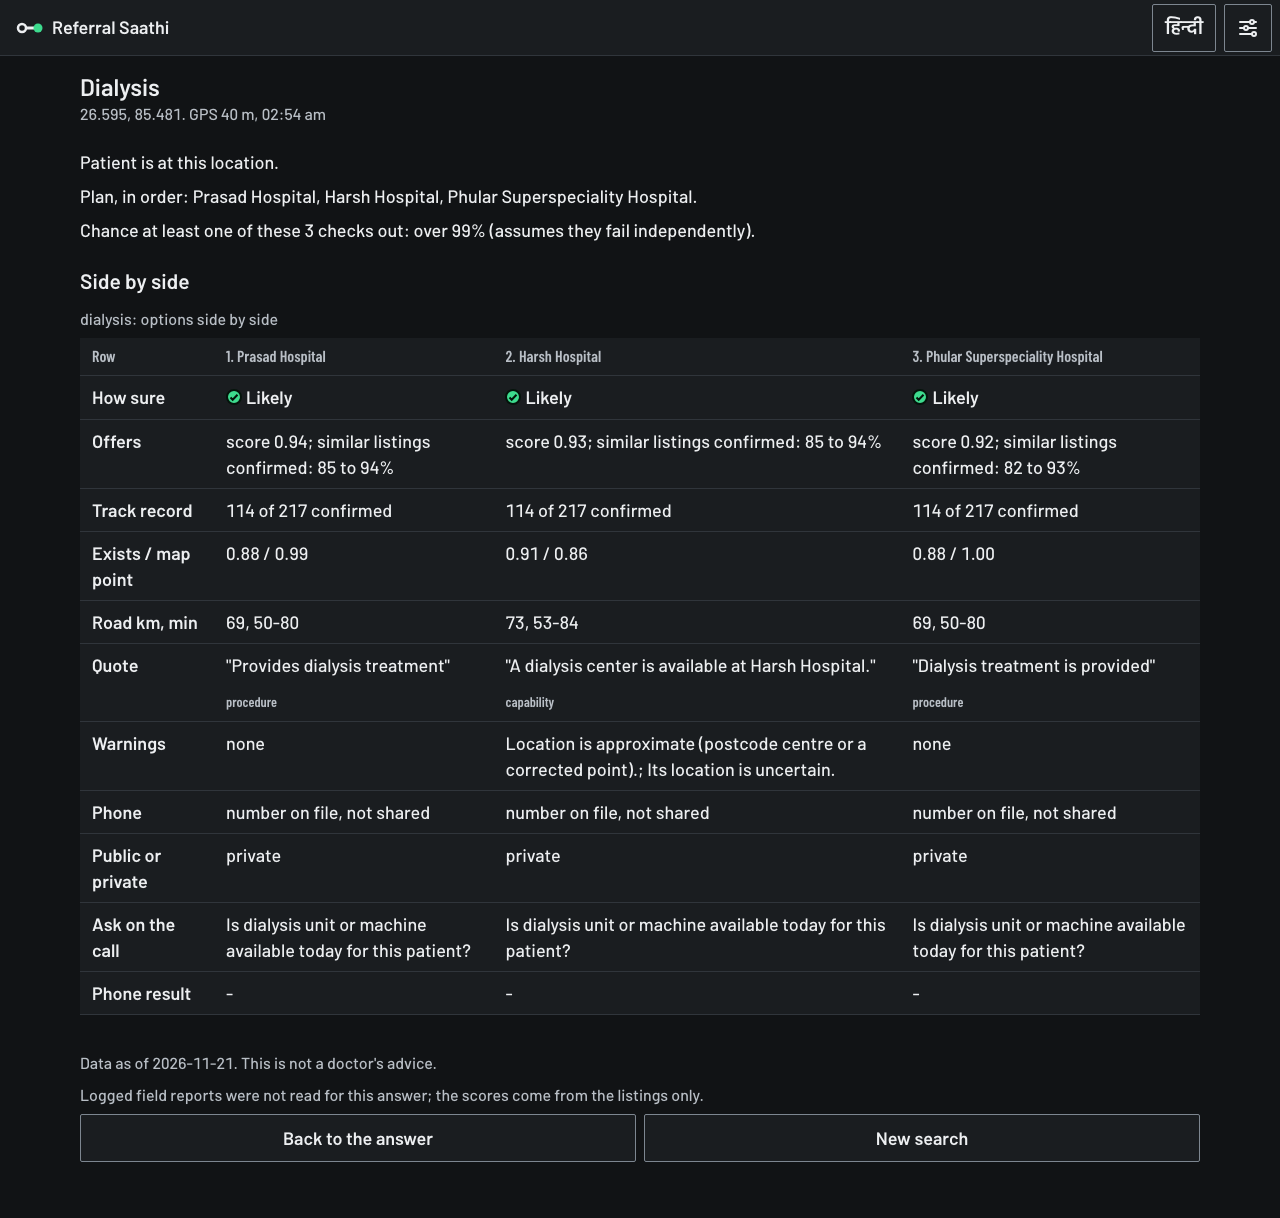 Referral Saathi
हिन्दी
Dialysis
26.595, 85.481. GPS 40 m, 02:54 am
Patient is at this location.
Plan, in order: Prasad Hospital, Harsh Hospital, Phular Superspeciality Hospital.
Chance at least one of these 3 checks out: over 99% (assumes they fail independently).
Side by side
dialysis: options side by side
Row 1. Prasad Hospital 2. Harsh Hospital 3. Phular Superspeciality Hospital
How sure Likely Likely Likely
Offers score 0.94; similar listings score 0.93; similar listings confirmed: 85 to 94% score 0.92; similar listings
confirmed: 85 to 94% confirmed: 82 to 93%
Track record 114 of 217 confirmed 114 of 217 confirmed 114 of 217 confirmed
Exists / map 0.88 / 0.99 0.91 / 0.86 0.88 / 1.00
point
Road km, min 69, 50-80 73, 53-84 69, 50-80
Quote "Provides dialysis treatment" "A dialysis center is available at Harsh Hospital." "Dialysis treatment is provided"
procedure capability procedure
Warnings none Location is approximate (postcode centre or a none
corrected point).; Its location is uncertain.
Phone number on file, not shared number on file, not shared number on file, not shared
Public or private private private
private
Ask on the Is dialysis unit or machine Is dialysis unit or machine available today for this Is dialysis unit or machine available
call available today for this patient? patient? today for this patient?
Phone result - - -
Data as of 2026-11-21. This is not a doctor's advice.
Logged field reports were not read for this answer; the scores come from the listings only.
Back to the answer New search